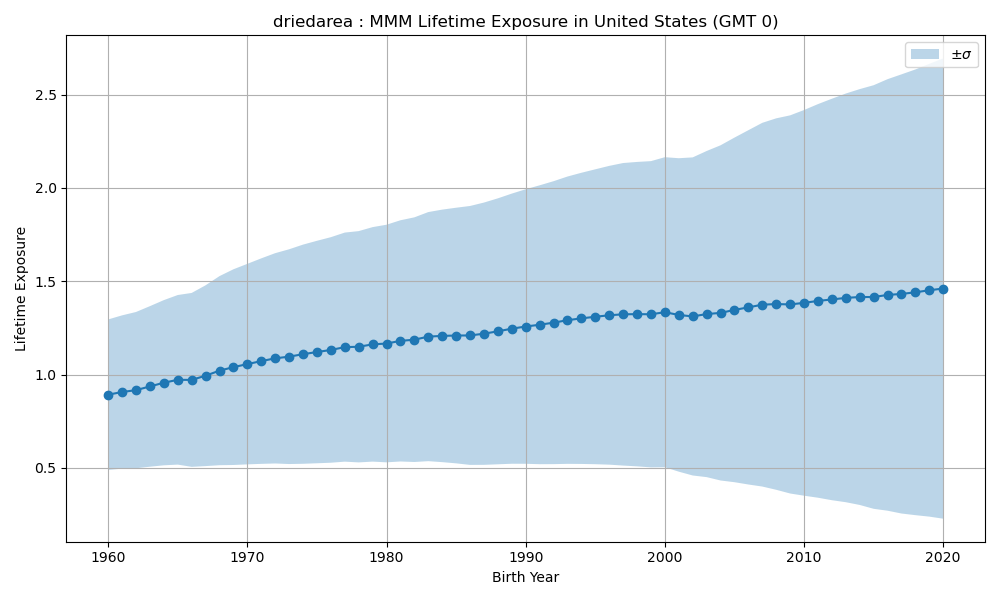 driedarea : MMM Lifetime Exposure in United States (GMT 0)
±σ
Lifetime Exposure
2.5
2.0
1.5
1.0
0.5
1960 1970 1980 1990 2000 2010 2020
Birth Year